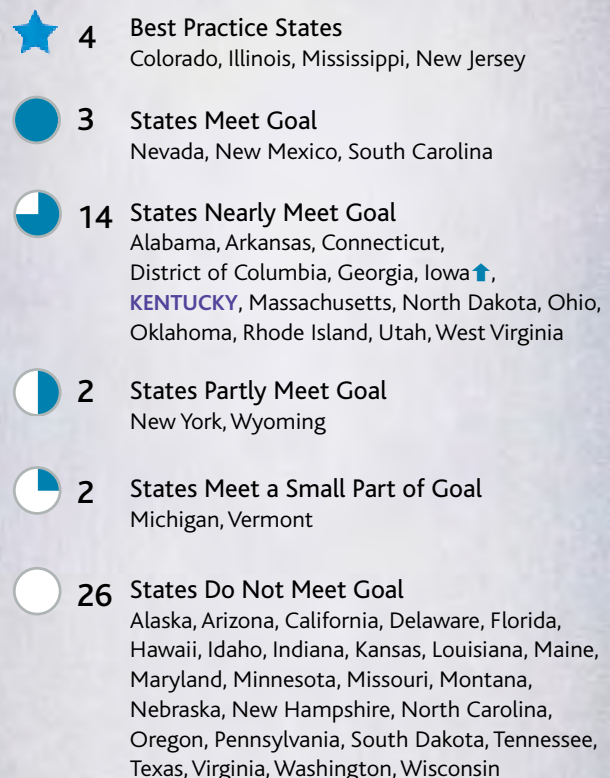 4 Best Practice States
Colorado, Illinois, Mississippi, New Jersey
3 States Meet Goal
Nevada, New Mexico, South Carolina
14 States Nearly Meet Goal
Alabama, Arkansas, Connecticut,
District of Columbia, Georgia, Iowa⬆,
KENTUCKY, Massachusetts, North Dakota, Ohio,
Oklahoma, Rhode Island, Utah, West Virginia
2 States Partly Meet Goal
New York, Wyoming
2 States Meet a Small Part of Goal
Michigan, Vermont
26 States Do Not Meet Goal
Alaska, Arizona, California, Delaware, Florida,
Hawaii, Idaho, Indiana, Kansas, Louisiana, Maine,
Maryland, Minnesota, Missouri, Montana,
Nebraska, New Hampshire, North Carolina,
Oregon, Pennsylvania, South Dakota, Tennessee,
Texas, Virginia, Washington, Wisconsin